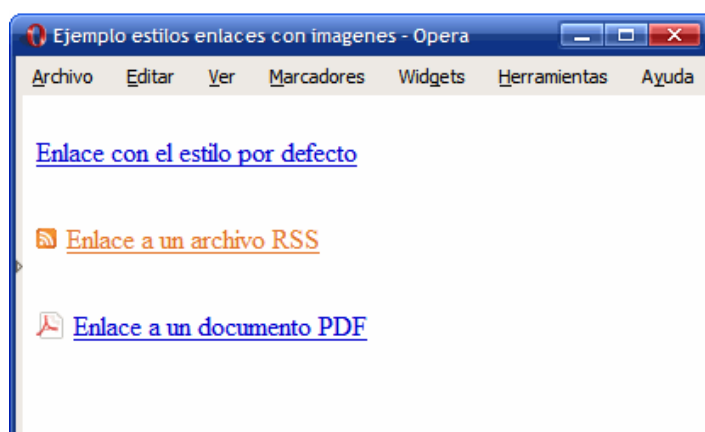 Ejemplo estilos enlaces con imagenes - Opera
Archivo Editar Ver Marcadores Widgets Herramientas Ayuda
Enlace con el estilo por defecto
Enlace a un archivo RSS
Enlace a un documento PDF